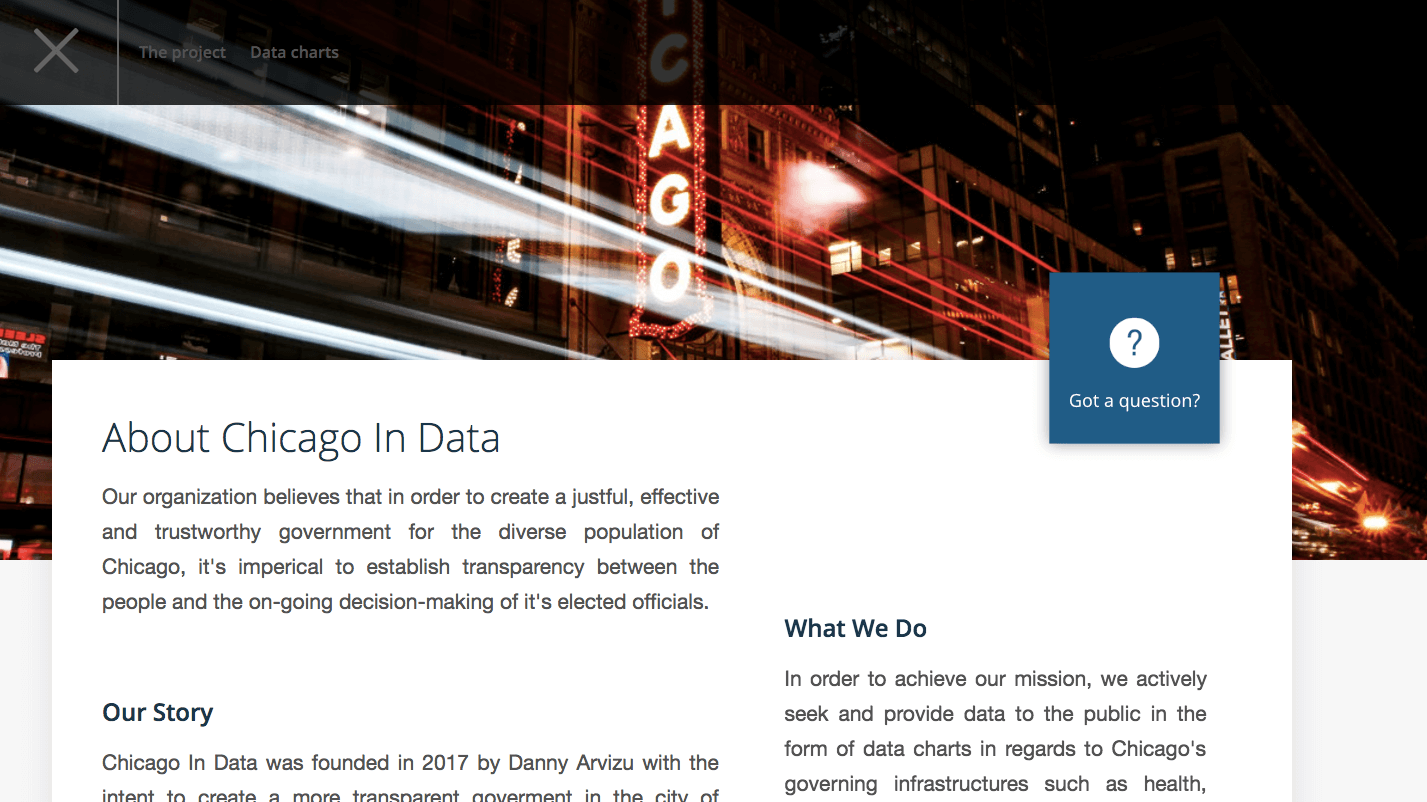 The project
Data charts
ICAGO
Got a question?
About Chicago In Data
Our organization believes that in order to create a justful, effective
and trustworthy government for the diverse population of
Chicago, it's imperical to establish transparency between the
people and the on-going decision-making of it's elected officials.
Our Story
Chicago In Data was founded in 2017 by Danny Arvizu with the
intent to create a more transparent goverment in the city of
What We Do
In order to achieve our mission, we actively
seek and provide data to the public in the
form of data charts in regards to Chicago's
governing infrastructures such as health,